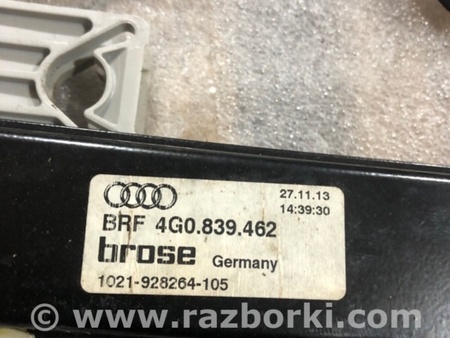 27.11.13
14:39:30
BRF 4G0.839.462
brose Germany
1021-928264-105
www.razborki.com